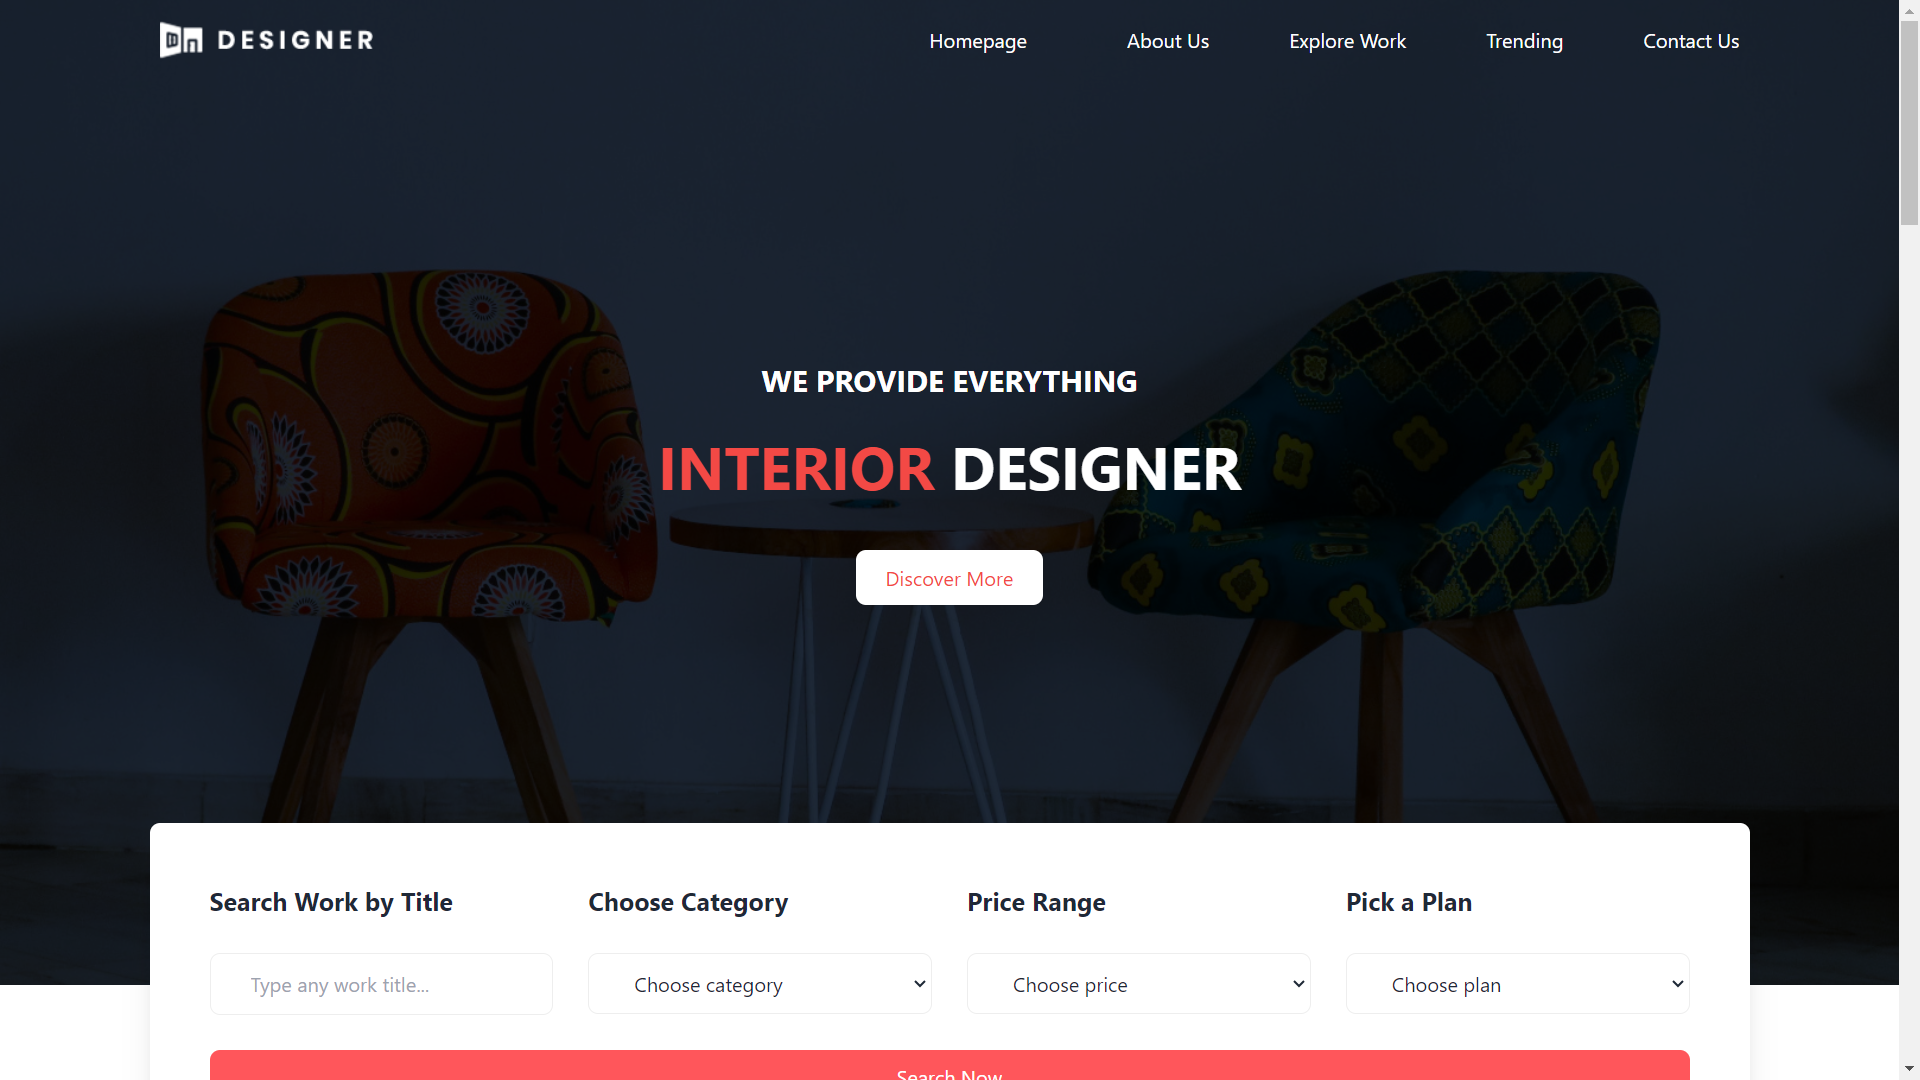 DESIGNER
Homepage
About Us
Explore Work
Trending
Contact Us
WE PROVIDE EVERYTHING
INTERIOR DESIGNER
Discover More
Search Work by Title
Choose Category
Price Range
Pick a Plan
Type any work title...
Choose category
Choose price
Choose plan
Search Now